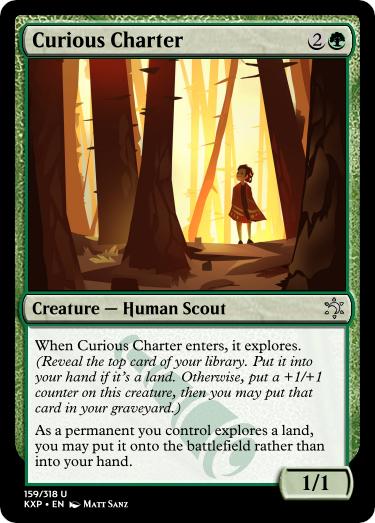 Curious Charter 2
Creature — Human Scout
When Curious Charter enters, it explores.
(Reveal the top card of your library. Put it into
your hand if it's a land. Otherwise, put a +1/+1
counter on this creature, then you may put that
card in your graveyard.)
As a permanent you control explores a land,
you may put it onto the battlefield rather than
into your hand.
1/1
159/318 U
KXP • EN Matt Sanz